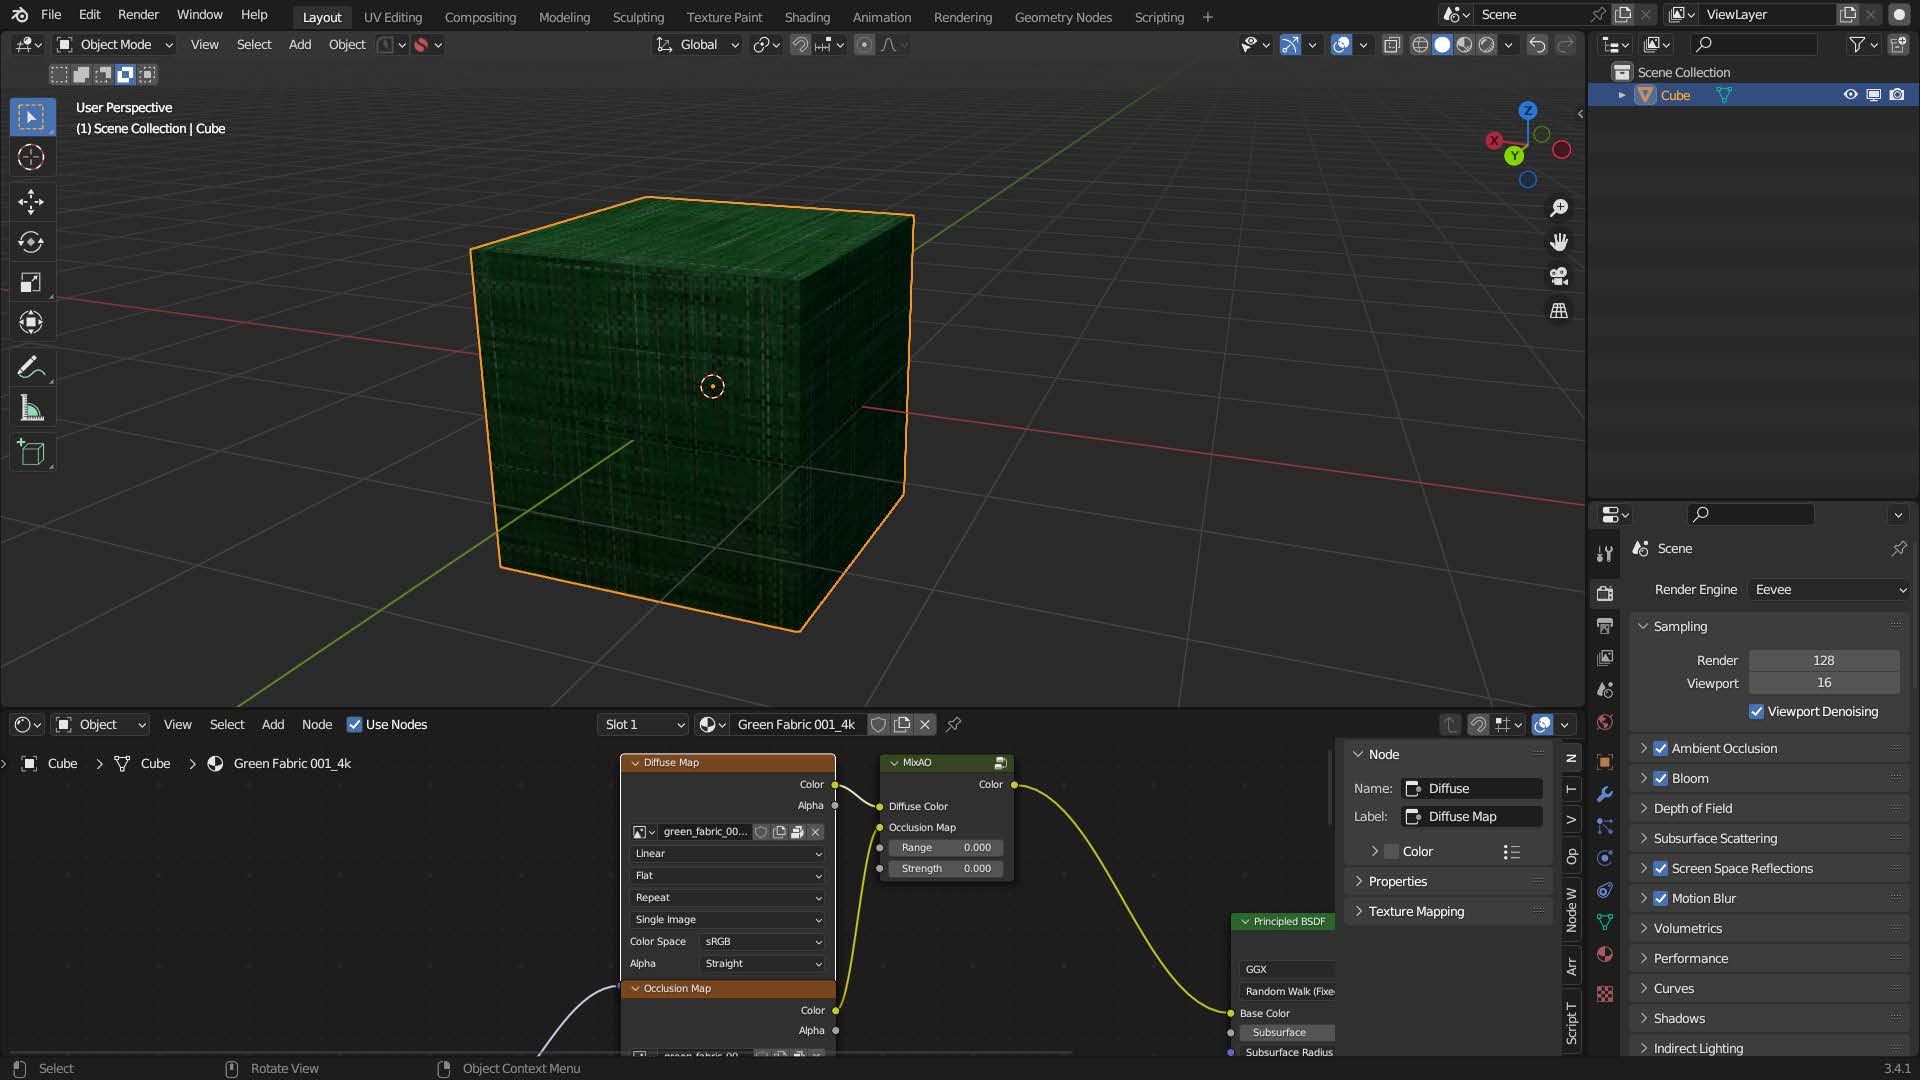 File Edit Render Window Help
Layout UV Editing Compositing Modeling Sculpting Texture Paint Shading Animation Rendering Geometry Nodes Scripting +
Scene
ViewLayer
Object Mode View Select Add Object
Global
User Perspective
(1) Scene Collection | Cube
Z
X
Y
Scene Collection
Cube
Scene
Render Engine Eevee
Sampling
Render 128
Viewport 16
Viewport Denoising
Ambient Occlusion
Bloom
Depth of Field
Subsurface Scattering
Screen Space Reflections
Motion Blur
Volumetrics
Performance
Curves
Shadows
Indirect Lighting
Object View Select Add Node Use Nodes
Slot 1
Green Fabric 001_4k
Cube > Cube > Green Fabric 001_4k
Diffuse Map
Color
Alpha
green_fabric_00...
Linear
Flat
Repeat
Single Image
Color Space sRGB
Alpha Straight
Occlusion Map
Color
Alpha
green_fabric_00...
MixAO
Color
Diffuse Color
Occlusion Map
Range 0.000
Strength 0.000
Principled BSDF
GGX
Random Walk (Fixe
Base Color
Subsurface
Subsurface Radius
Node
Name: Diffuse
Label: Diffuse Map
Color
Properties
Texture Mapping
N
T
V
Op
Node W
Arr
Script T
Select
Rotate View
Object Context Menu
3.4.1